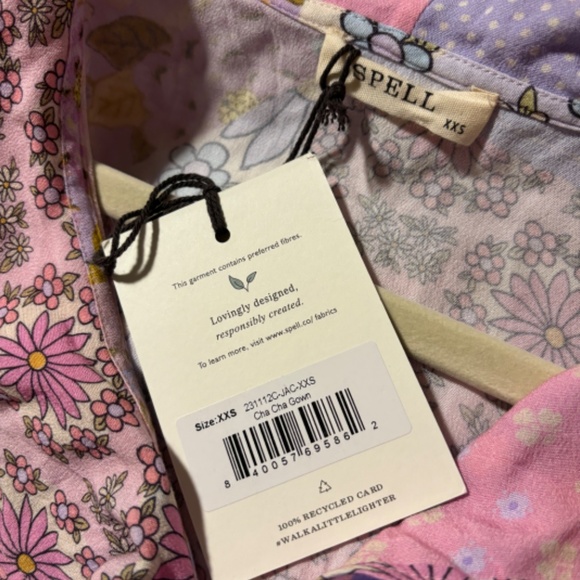 SPELL
XXS
This garment contains preferred fibres.
Lovingly designed,
responsibly created.
To learn more, visit www.spell.co/ fabrics
Size:XXS 231112C-JAC-XXS
Cha Cha Gown
8 40057 69586 2
100% RECYCLED CARD
#WALKALITTLELIGHTER